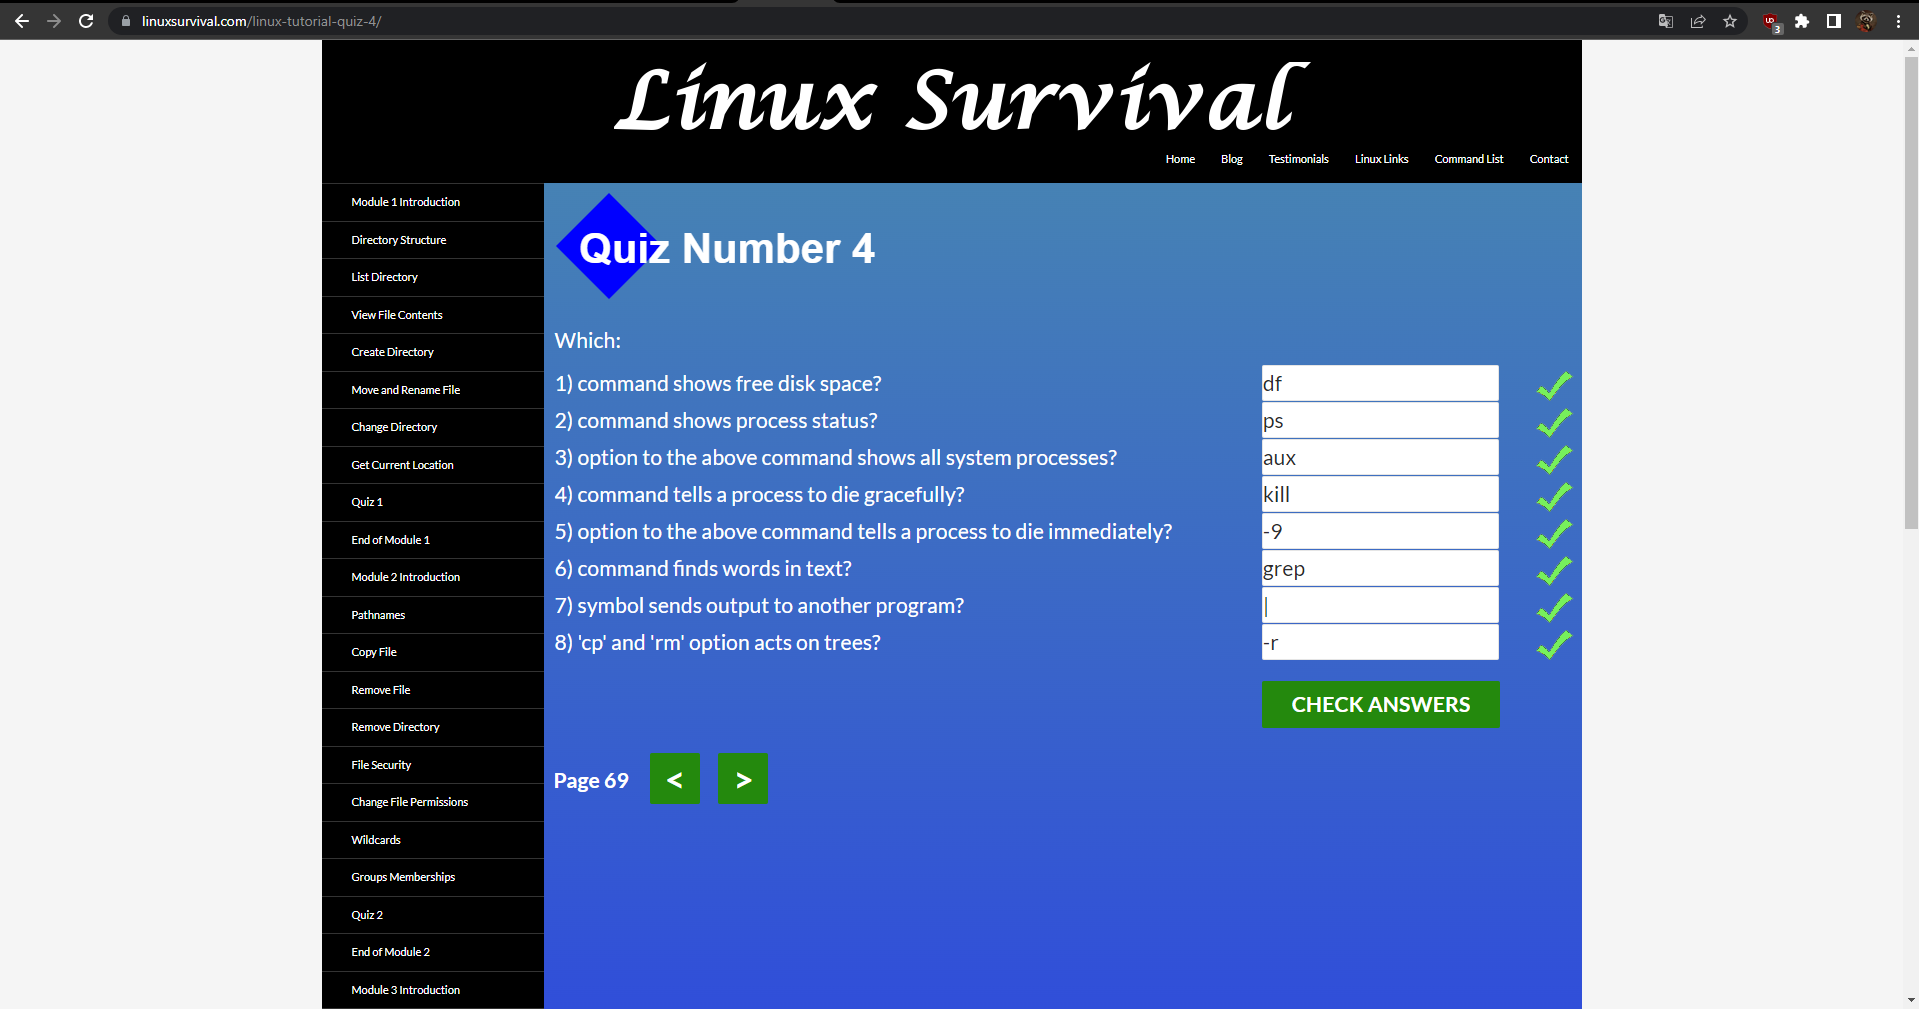 linuxsurvival.com/linux-tutorial-quiz-4/
3
Linux Survival
Home Blog Testimonials Linux Links Command List Contact
Module 1 Introduction
Directory Structure
List Directory
View File Contents
Create Directory
Move and Rename File
Change Directory
Get Current Location
Quiz 1
End of Module 1
Module 2 Introduction
Pathnames
Copy File
Remove File
Remove Directory
File Security
Change File Permissions
Wildcards
Groups Memberships
Quiz 2
End of Module 2
Module 3 Introduction
Quiz Number 4
Which:
1) command shows free disk space? df
2) command shows process status? ps
3) option to the above command shows all system processes? aux
4) command tells a process to die gracefully? kill
5) option to the above command tells a process to die immediately? -9
6) command finds words in text? grep
7) symbol sends output to another program? |
8) 'cp' and 'rm' option acts on trees? -r
CHECK ANSWERS
Page 69 < >